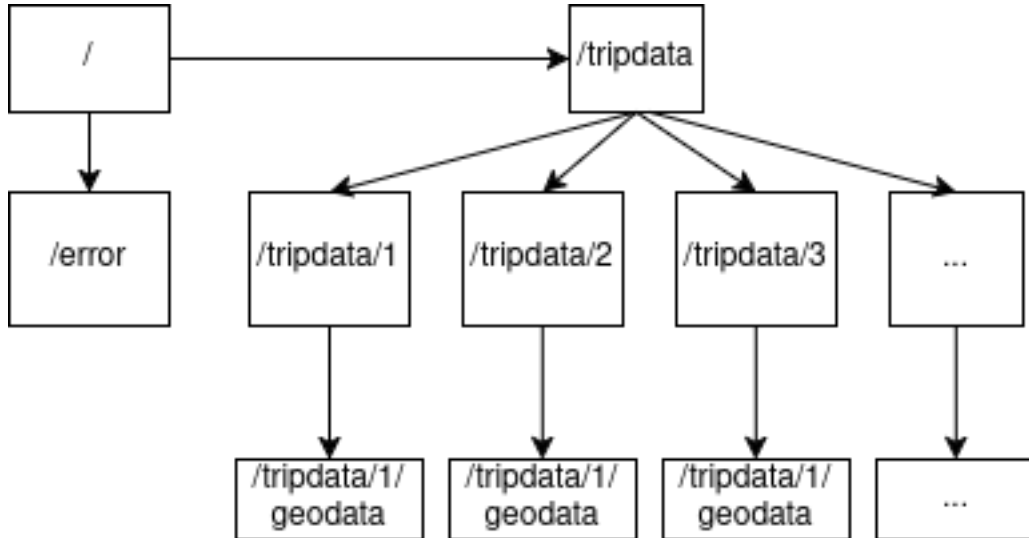 /
/tripdata
/error
/tripdata/1
/tripdata/2
/tripdata/3
...
/tripdata/1/
geodata
/tripdata/1/
geodata
/tripdata/1/
geodata
...